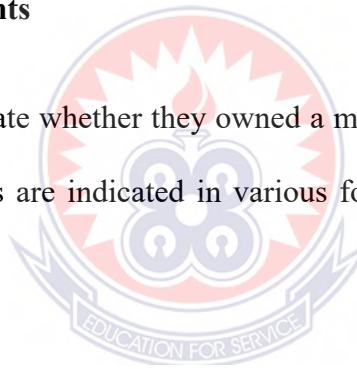 nts
ate whether they owned a m
s are indicated in various fo
EDUCATION FOR SERVICE